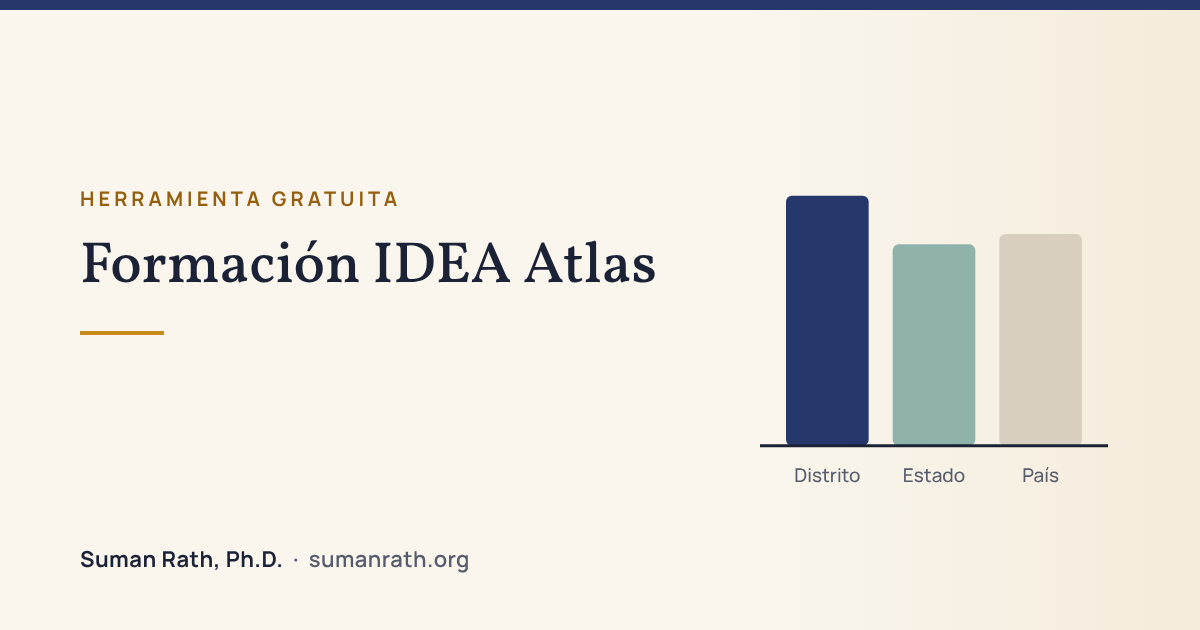 HERRAMIENTA GRATUITA
Formación IDEA Atlas
Distrito
Estado
País
Suman Rath, Ph.D. · sumanrath.org